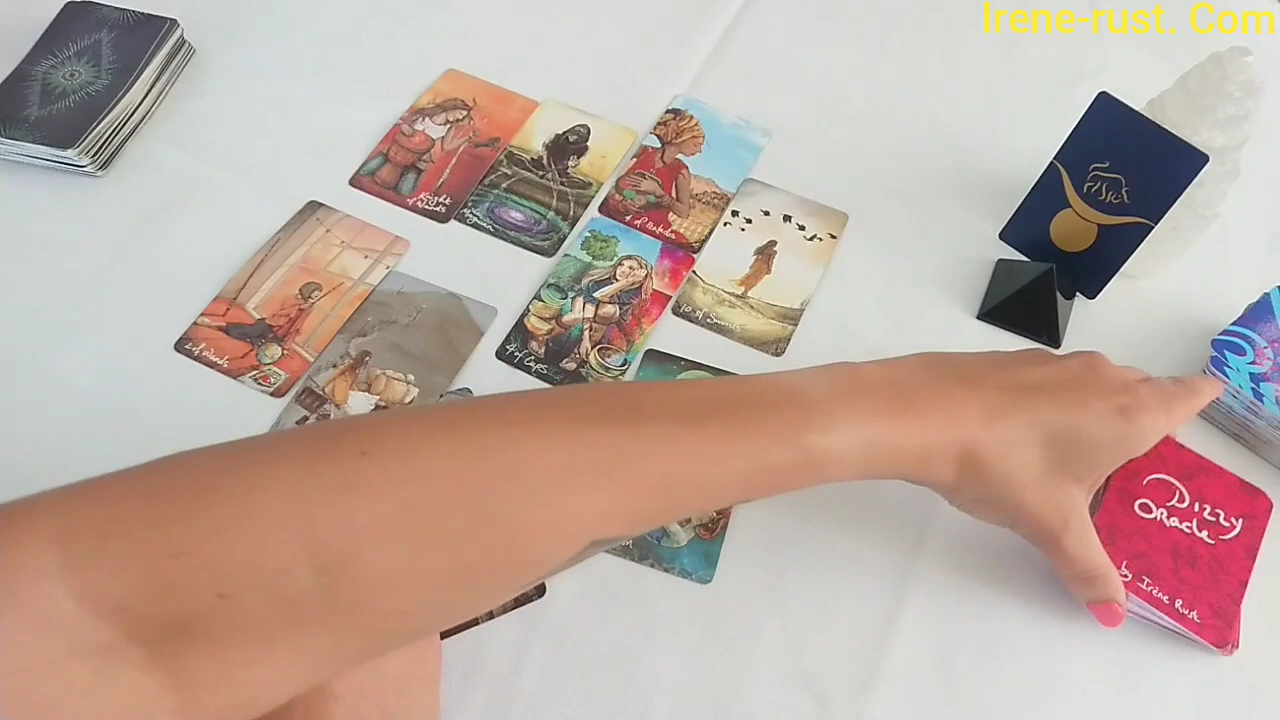 Irene-rust. Com
Knight
of Wands
Magician
4 of Pentacles
10 of Swords
2 of Wands
4 of Cups
Dizzy
Oracle
by Irène Rust